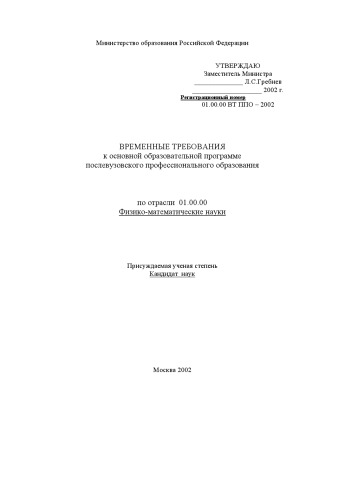 Министерство образования Российской Федерации
УТВЕРЖДАЮ
Заместитель Министра
_______________ Л.С.Гребнев
_____________________ 2002 г.
Регистрационный номер
01.00.00 ВТ ППО – 2002
ВРЕМЕННЫЕ ТРЕБОВАНИЯ
к основной образовательной программе
послевузовского профессионального образования
по отрасли 01.00.00
Физико-математические науки
Присуждаемая ученая степень
Кандидат наук
Москва 2002